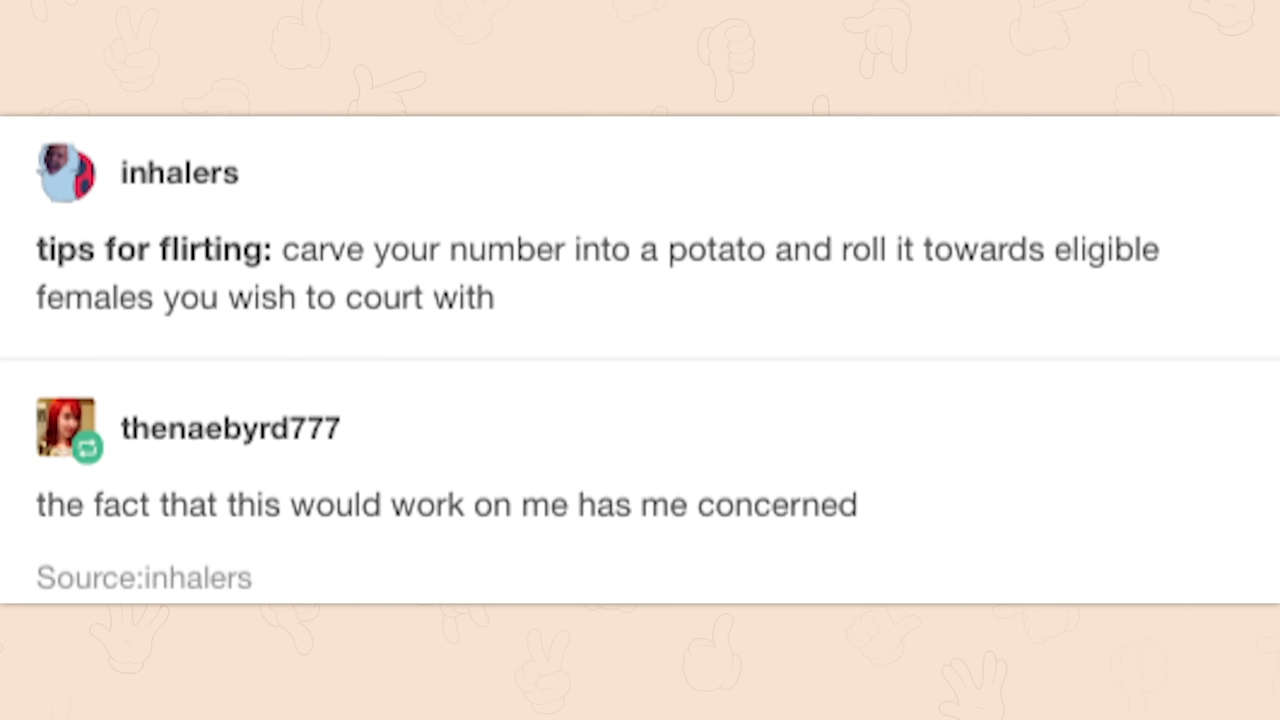 inhalers
tips for flirting: carve your number into a potato and roll it towards eligible
females you wish to court with
thenaebyrd777
the fact that this would work on me has me concerned
Source:inhalers